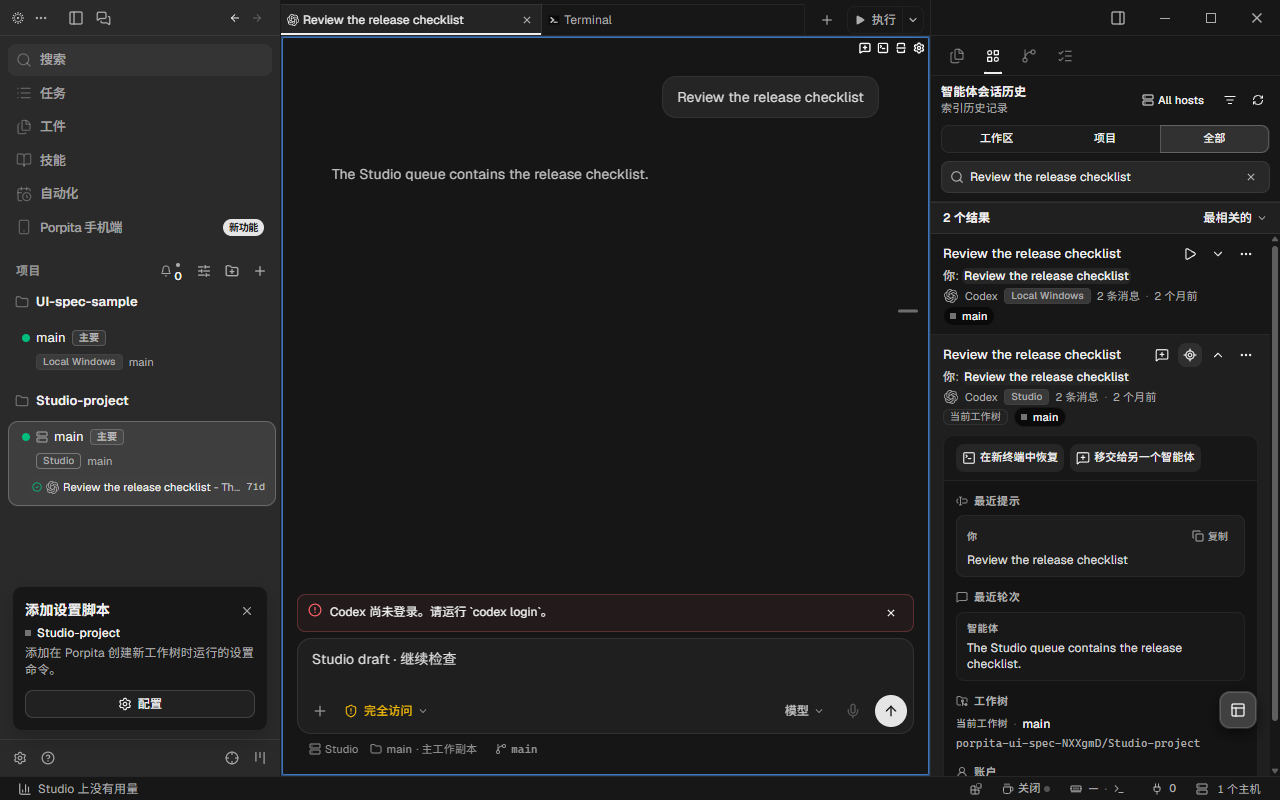 Review the release checklist
Terminal
执行
搜索
任务
工件
技能
自动化
Porpita 手机端
新功能
项目
0
UI-spec-sample
main 主要
Local Windows main
Studio-project
main 主要
Studio main
Review the release checklist - Th... 71d
添加设置脚本
Studio-project
添加在 Porpita 创建新工作树时运行的设置
命令。
配置
Studio 上没有用量
Review the release checklist
The Studio queue contains the release checklist.
Codex 尚未登录。请运行 `codex login`。
Studio draft · 继续检查
完全访问
模型
Studio main · 主工作副本 main
智能体会话历史
索引历史记录
All hosts
工作区 项目 全部
Review the release checklist
2 个结果 最相关的
Review the release checklist
你: Review the release checklist
Codex Local Windows 2 条消息 · 2 个月前
main
Review the release checklist
你: Review the release checklist
Codex Studio 2 条消息 · 2 个月前
当前工作树 main
在新终端中恢复 移交给另一个智能体
最近提示
你 复制
Review the release checklist
最近轮次
智能体
The Studio queue contains the release
checklist.
工作树
当前工作树 · main
porpita-ui-spec-NXXgmD/Studio-project
账户
关闭
0
1 个主机